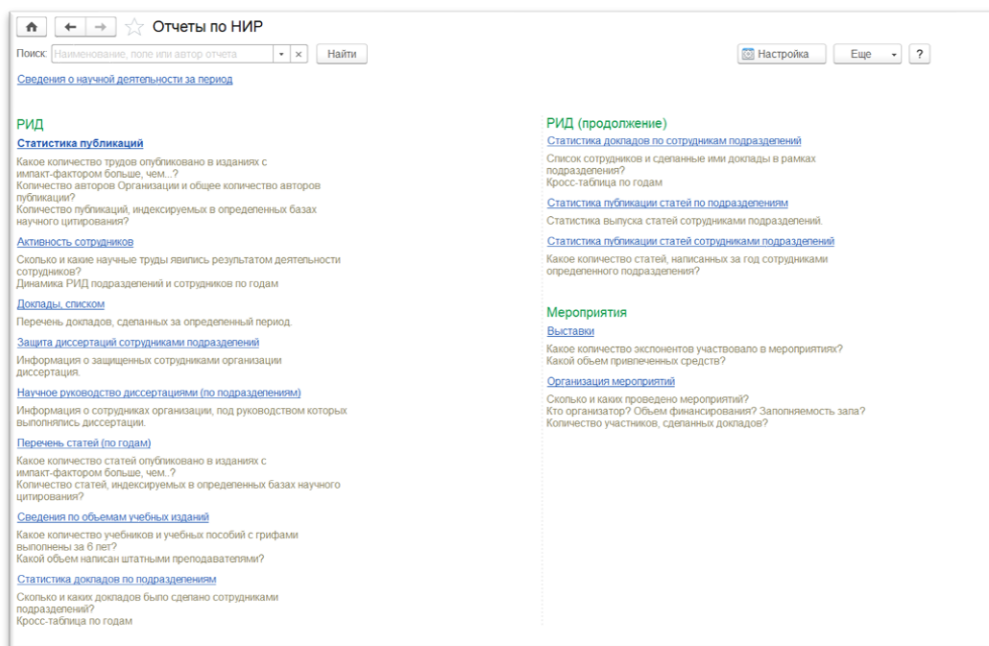 Отчеты по НИР
Поиск: Наименование, поле или автор отчета
Найти
Настройка
Еще
?
Сведения о научной деятельности за период
РИД
Статистика публикаций
Какое количество трудов опубликовано в изданиях с
импакт-фактором больше, чем...?
Количество авторов Организации и общее количество авторов
публикации?
Количество публикаций, индексируемых в определенных базах
научного цитирования?
Активность сотрудников
Сколько и какие научные труды явились результатом деятельности
сотрудников?
Динамика РИД подразделений и сотрудников по годам
Доклады, списком
Перечень докладов, сделанных за определенный период.
Защита диссертаций сотрудниками подразделений
Информация о защищенных сотрудниками организации
диссертация.
Научное руководство диссертациями (по подразделениям)
Информация о сотрудниках организации, под руководством которых
выполнялись диссертации.
Перечень статей (по годам)
Какое количество статей опубликовано в изданиях с
импакт-фактором больше, чем..?
Количество статей, индексируемых в определенных базах научного
цитирования?
Сведения по объемам учебных изданий
Какое количество учебников и учебных пособий с грифами
выполнены за 6 лет?
Какой объем написан штатными преподавателями?
Статистика докладов по подразделениям
Сколько и каких докладов было сделано сотрудниками
подразделений?
Кросс-таблица по годам
РИД (продолжение)
Статистика докладов по сотрудникам подразделений
Список сотрудников и сделанные ими доклады в рамках
подразделения?
Кросс-таблица по годам
Статистика публикации статей по подразделениям
Статистика выпуска статей сотрудниками подразделений.
Статистика публикации статей сотрудниками подразделений
Какое количество статей, написанных за год сотрудниками
определенного подразделения?
Мероприятия
Выставки
Какое количество экспонентов участвовало в мероприятиях?
Какой объем привлеченных средств?
Организация мероприятий
Сколько и каких проведено мероприятий?
Кто организатор? Объем финансирования? Заполняемость зала?
Количество участников, сделанных докладов?